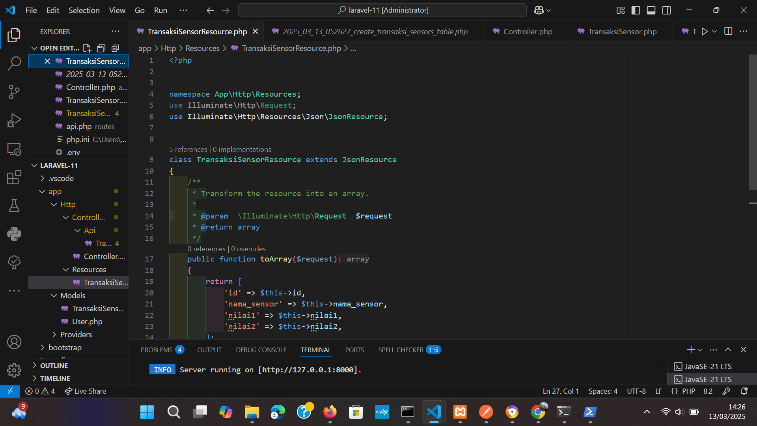 File Edit Selection View Go Run ···
laravel-11 [Administrator]
EXPLORER ···
TransaksiSensorResource.php
2025_03_13_052627_create_transaksi_sensors_table.php
Controller.php
TransaksiSensor.php
T
OPEN EDIT...
app > Http > Resources > TransaksiSensorResource.php > ...
TransaksiSensor...
2025_03_13_052...
Controller.php a...
TransaksiSensor....
TransaksiSe... 4
api.php routes
php.ini C:\Users\...
.env
LARAVEL-11
.vscode
app
Http
Controll...
Api
Tra... 4
Controller....
Resources
TransaksiSe...
Models
TransaksiSens...
User.php
Providers
bootstrap
OUTLINE
TIMELINE
1 <?php
2
3
4 namespace App\Http\Resources;
5 use Illuminate\Http\Request;
6 use Illuminate\Http\Resources\Json\JsonResource;
7
8
5 references | 0 implementations
9 class TransaksiSensorResource extends JsonResource
10 {
11 /**
12 * Transform the resource into an array.
13 *
14 * @param \Illuminate\Http\Request $request
15 * @return array
16 */
0 references | 0 overrides
17 public function toArray($request): array
18 {
19 return [
20 'id' => $this->id,
21 'nama_sensor' => $this->nama_sensor,
22 'nilai1' => $this->nilai1,
23 'nilai2' => $this->nilai2,
24 ];
PROBLEMS 4 OUTPUT DEBUG CONSOLE TERMINAL PORTS SPELL CHECKER 116
INFO Server running on [http://127.0.0.1:8000].
JavaSE-21 LTS
JavaSE-21 LTS
0 4 Live Share
Ln 27, Col 1 Spaces: 4 UTF-8 LF {} PHP 8.2
14:26
13/03/2025